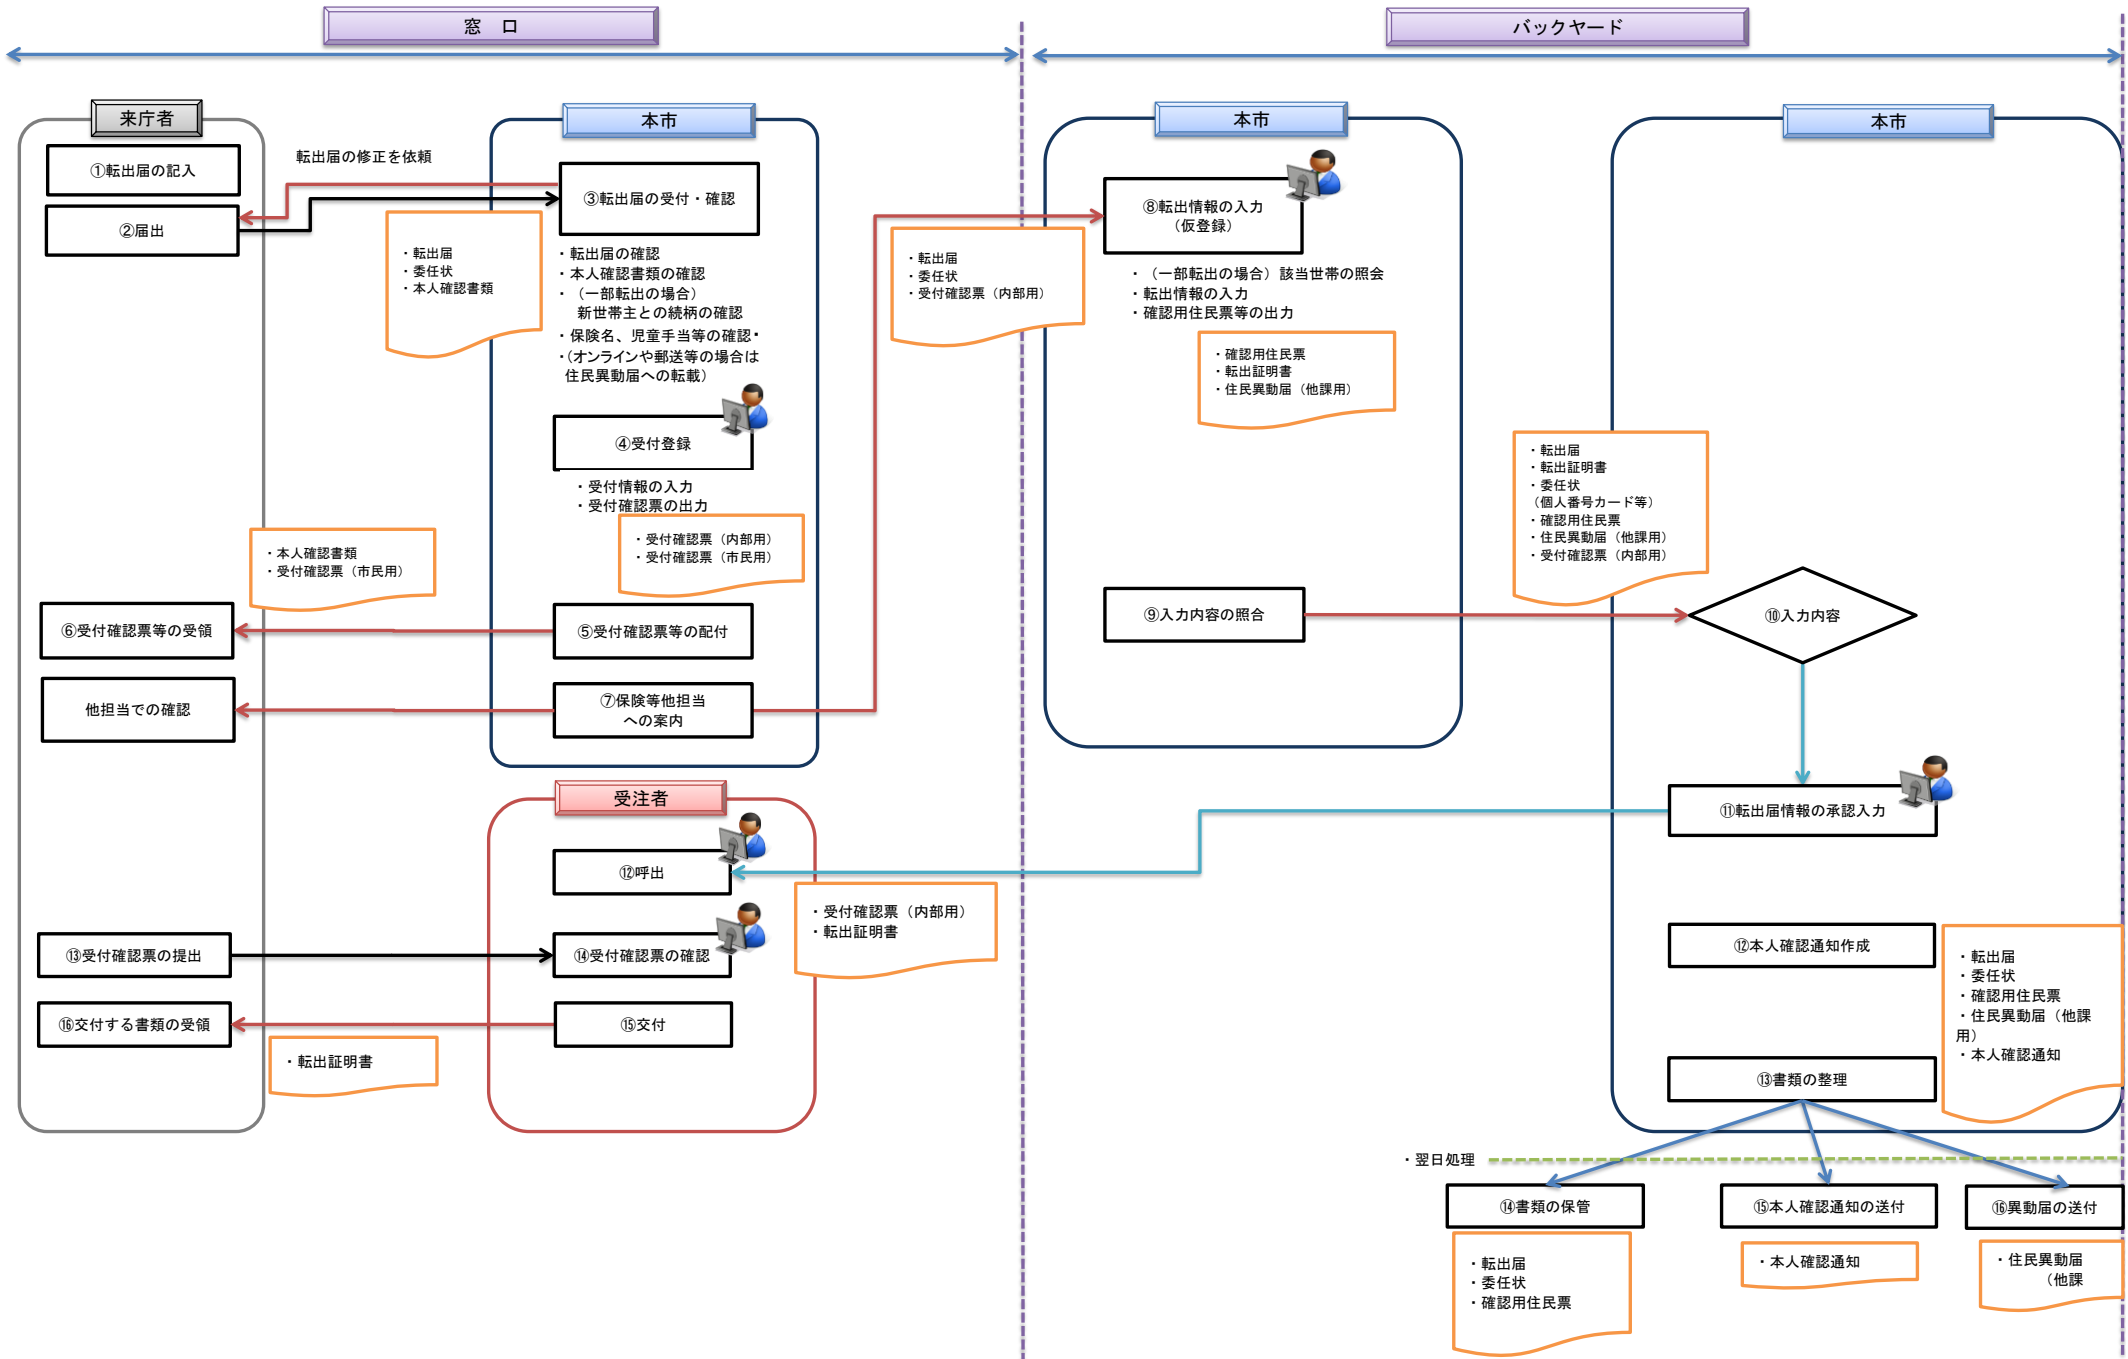 窓　口
バックヤード
来庁者
①転出届の記入
②届出
転出届の修正を依頼
本市
③転出届の受付・確認
・転出届
・委任状
・本人確認書類
・転出届の確認
・本人確認書類の確認
・（一部転出の場合）
新世帯主との続柄の確認
・保険名、児童手当等の確認・
・(オンラインや郵送等の場合は
住民異動届への転載）
④受付登録
・受付情報の入力
・受付確認票の出力
・受付確認票（内部用）
・受付確認票（市民用）
・本人確認書類
・受付確認票（市民用）
⑤受付確認票等の配付
⑥受付確認票等の受領
⑦保険等他担当
への案内
他担当での確認
・転出届
・委任状
・受付確認票（内部用）
本市
⑧転出情報の入力
（仮登録）
・（一部転出の場合）該当世帯の照会
・転出情報の入力
・確認用住民票等の出力
・確認用住民票
・転出証明書
・住民異動届（他課用）
⑨入力内容の照合
本市
・転出届
・転出証明書
・委任状
（個人番号カード等）
・確認用住民票
・住民異動届（他課用）
・受付確認票（内部用）
⑩入力内容
⑪転出届情報の承認入力
受注者
⑫呼出
・受付確認票（内部用）
・転出証明書
⑬受付確認票の提出
⑭受付確認票の確認
⑮交付
⑯交付する書類の受領
・転出証明書
⑫本人確認通知作成
・転出届
・委任状
・確認用住民票
・住民異動届（他課
用）
・本人確認通知
⑬書類の整理
・翌日処理
⑭書類の保管
⑮本人確認通知の送付
⑯異動届の送付
・転出届
・委任状
・確認用住民票
・本人確認通知
・住民異動届
（他課